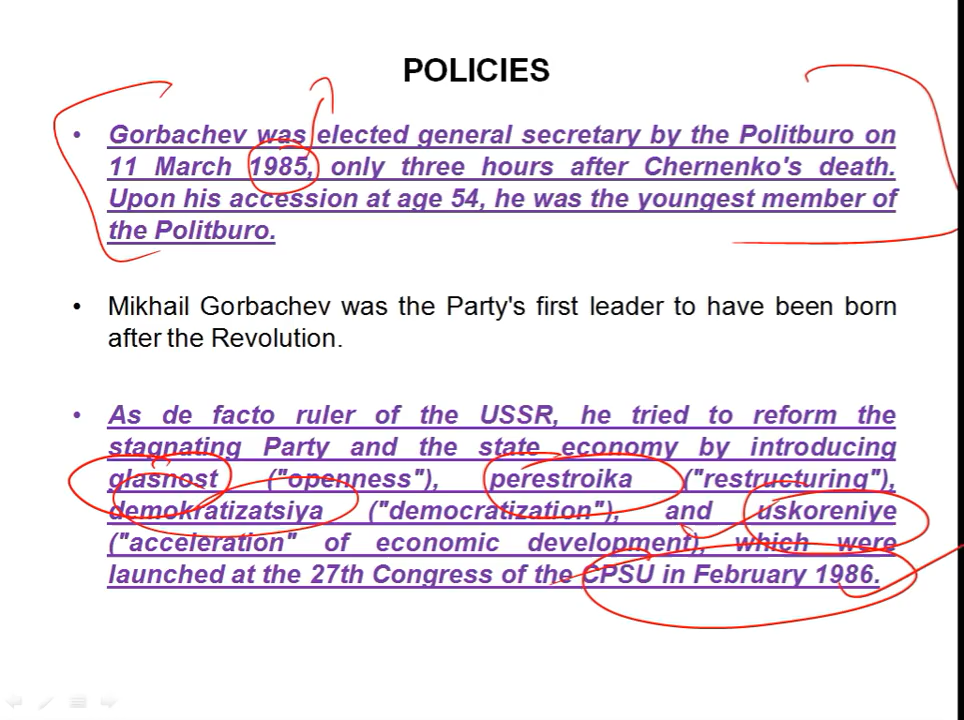 POLICIES
• Gorbachev was elected general secretary by the Politburo on
11 March 1985, only three hours after Chernenko's death.
Upon his accession at age 54, he was the youngest member of
the Politburo.
• Mikhail Gorbachev was the Party's first leader to have been born
after the Revolution.
• As de facto ruler of the USSR, he tried to reform the
stagnating Party and the state economy by introducing
glasnost ("openness"), perestroika ("restructuring"),
demokratizatsiya ("democratization"), and uskoreniye
("acceleration" of economic development), which were
launched at the 27th Congress of the CPSU in February 1986.